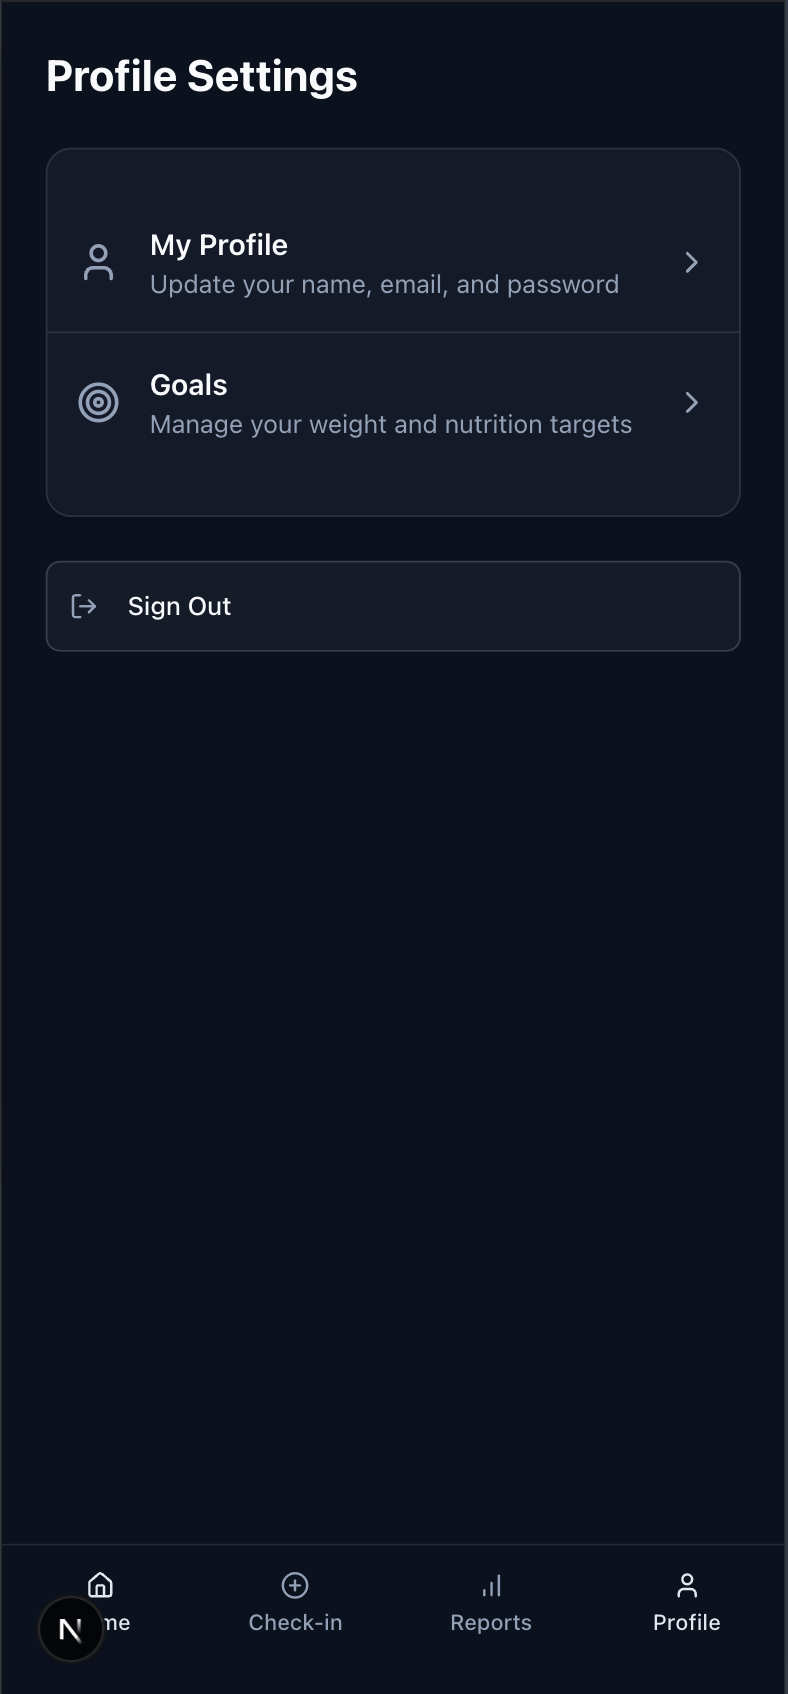 Profile Settings
My Profile
Update your name, email, and password
Goals
Manage your weight and nutrition targets
Sign Out
N
me
Check-in
Reports
Profile